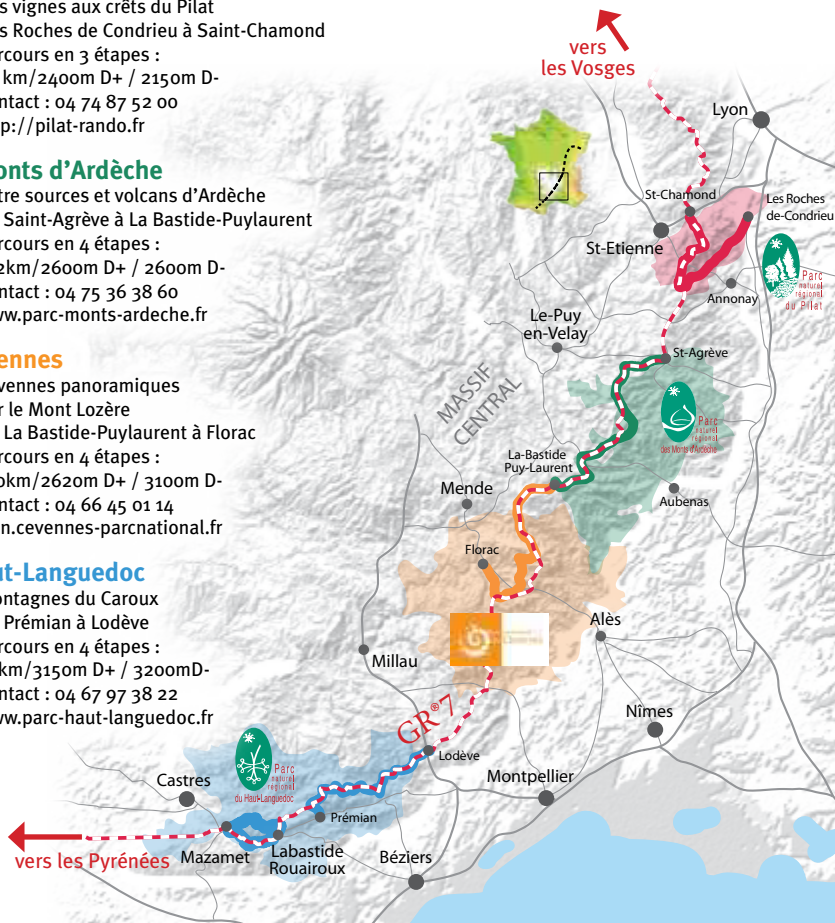 s vignes aux crêts du Pilat
s Roches de Condrieu à Saint-Chamond
rcours en 3 étapes :
km/2400m D+ / 2150m D-
ntact : 04 74 87 52 00
p://pilat-rando.fr
onts d'Ardèche
tre sources et volcans d'Ardèche
Saint-Agrève à La Bastide-Puylaurent
rcours en 4 étapes :
2km/2600m D+ / 2600m D-
ntact : 04 75 36 38 60
ww.parc-monts-ardeche.fr
ennes
vennes panoramiques
r le Mont Lozère
La Bastide-Puylaurent à Florac
rcours en 4 étapes :
0km/2620m D+ / 3100m D-
ntact : 04 66 45 01 14
n.cevennes-parcnational.fr
ut-Languedoc
ontagnes du Caroux
Prémian à Lodève
rcours en 4 étapes :
km/3150m D+ / 3200mD-
ntact : 04 67 97 38 22
ww.parc-haut-languedoc.fr
vers
les Vosges
Lyon
St-Chamond
Les Roches
de-Condrieu
St-Etienne
Parc
naturel
régional
du Pilat
Annonay
Le-Puy
en-Velay
St-Agrève
MASSIF
CENTRAL
Parc
naturel
régional
des Monts d'Ardèche
La-Bastide
Puy-Laurent
Mende
Aubenas
Florac
Alès
Millau
GR®7
Nîmes
Lodève
Montpellier
Castres
Parc
naturel
régional
du Haut-Languedoc
Prémian
vers les Pyrénées
Mazamet
Labastide
Rouairoux
Béziers